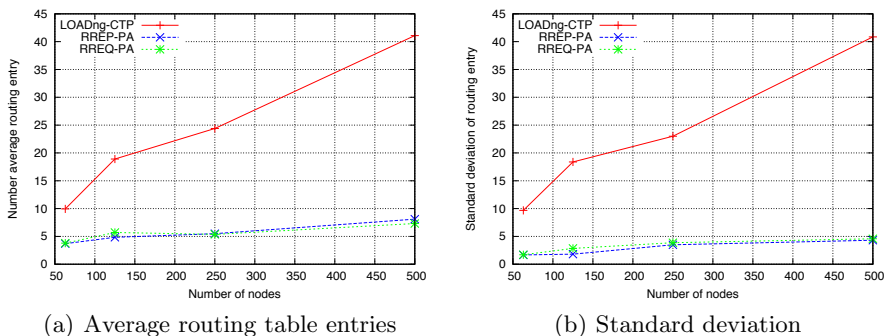 LOADng-CTP
RREP-PA
RREQ-PA
Number average routing entry
45
40
35
30
25
20
15
10
5
0
50 100 150 200 250 300 350 400 450 500
Number of nodes
(a) Average routing table entries
LOADng-CTP
RREP-PA
RREQ-PA
Standard deviation of routing entry
45
40
35
30
25
20
15
10
5
0
50 100 150 200 250 300 350 400 450 500
Number of nodes
(b) Standard deviation